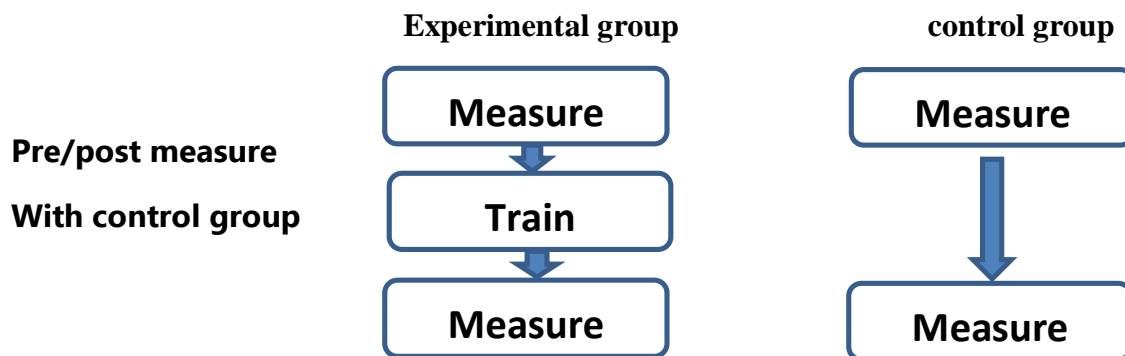 Experimental group
control group
Measure
Measure
Pre/post measure
With control group
Train
Measure
Measure